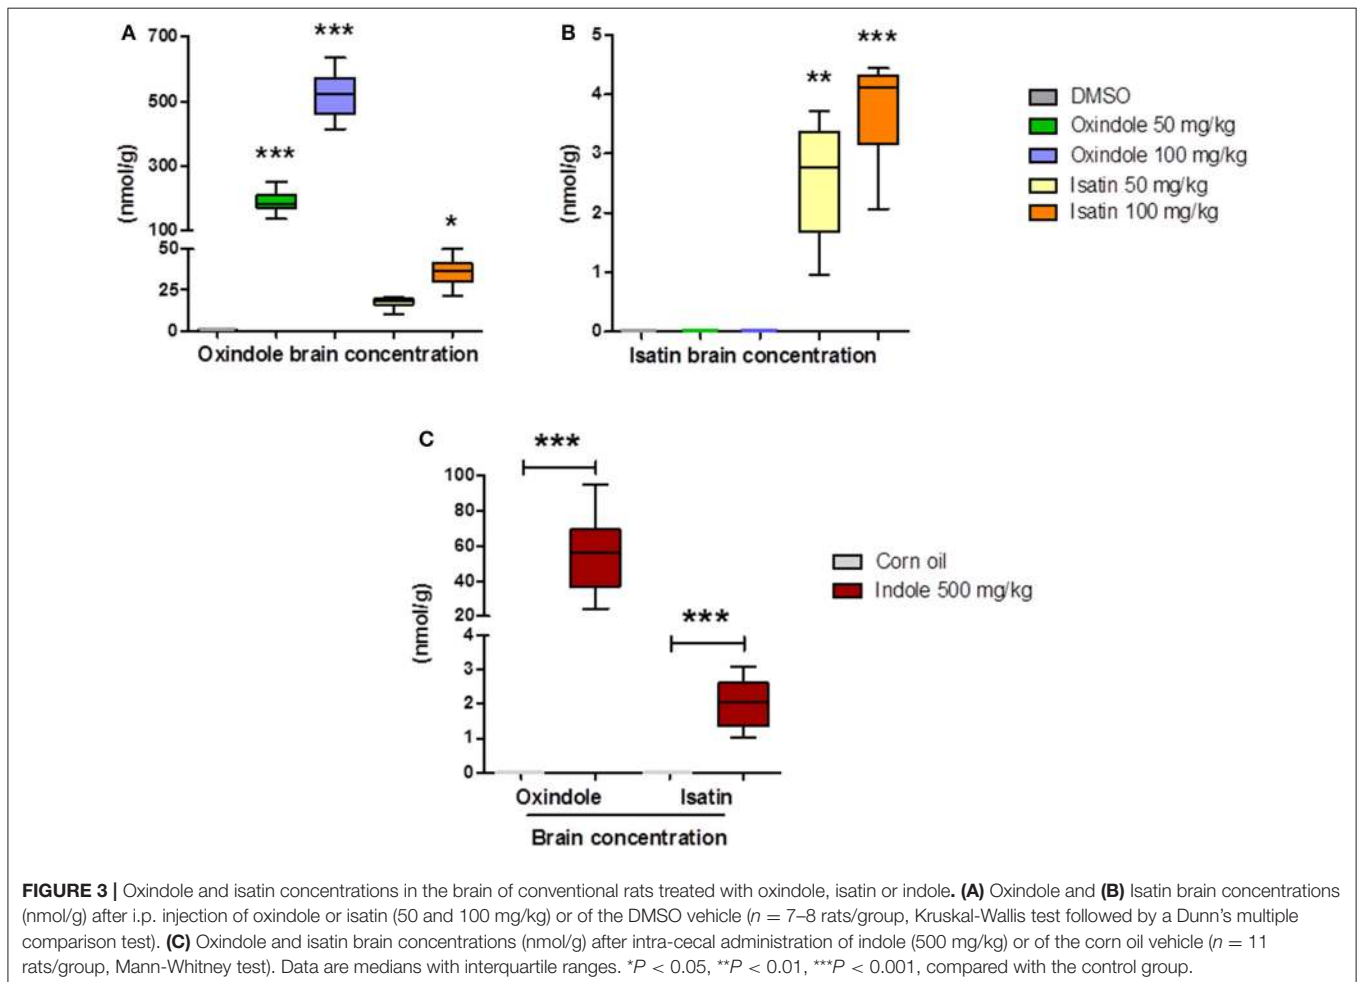 A
700
500
300
100
50
25
0
(nmol/g)
***
***
*
Oxindole brain concentration
B
5
4
3
2
1
0
(nmol/g)
**
***
Isatin brain concentration
DMSO
Oxindole 50 mg/kg
Oxindole 100 mg/kg
Isatin 50 mg/kg
Isatin 100 mg/kg
C
100
80
60
40
20
4
3
2
1
0
(nmol/g)
***
***
Oxindole Isatin
Brain concentration
Corn oil
Indole 500 mg/kg
FIGURE 3 | Oxindole and isatin concentrations in the brain of conventional rats treated with oxindole, isatin or indole. (A) Oxindole and (B) Isatin brain concentrations
(nmol/g) after i.p. injection of oxindole or isatin (50 and 100 mg/kg) or of the DMSO vehicle (n = 7–8 rats/group, Kruskal-Wallis test followed by a Dunn's multiple
comparison test). (C) Oxindole and isatin brain concentrations (nmol/g) after intra-cecal administration of indole (500 mg/kg) or of the corn oil vehicle (n = 11
rats/group, Mann-Whitney test). Data are medians with interquartile ranges. *P < 0.05, **P < 0.01, ***P < 0.001, compared with the control group.